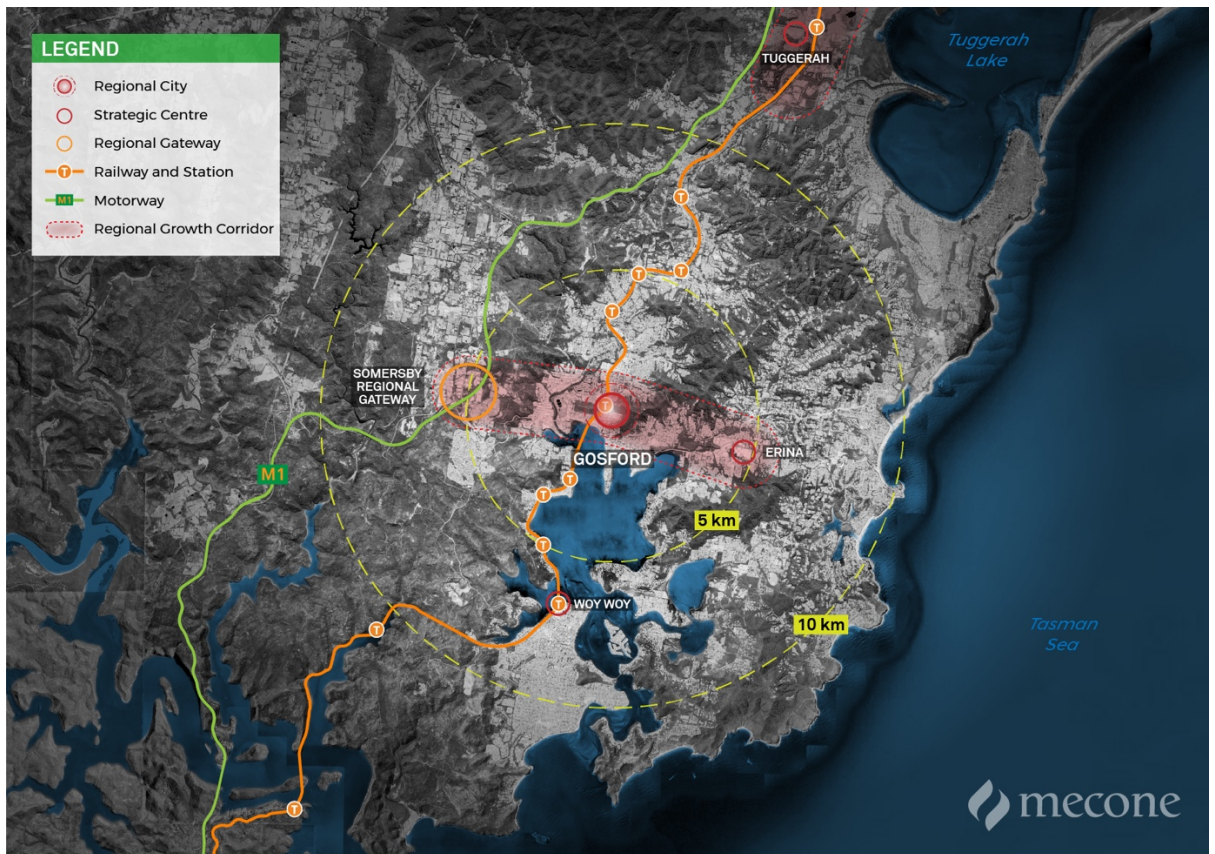 LEGEND
Regional City
Strategic Centre
Regional Gateway
T Railway and Station
M1 Motorway
Regional Growth Corridor
Tuggerah
Lake
T
TUGGERAH
T
T
T
T
SOMERSBY
REGIONAL
GATEWAY
T
GOSFORD
ERINA
M1
T
T
5 km
T
T WOY WOY
10 km
T
Tasman
Sea
T
mecone